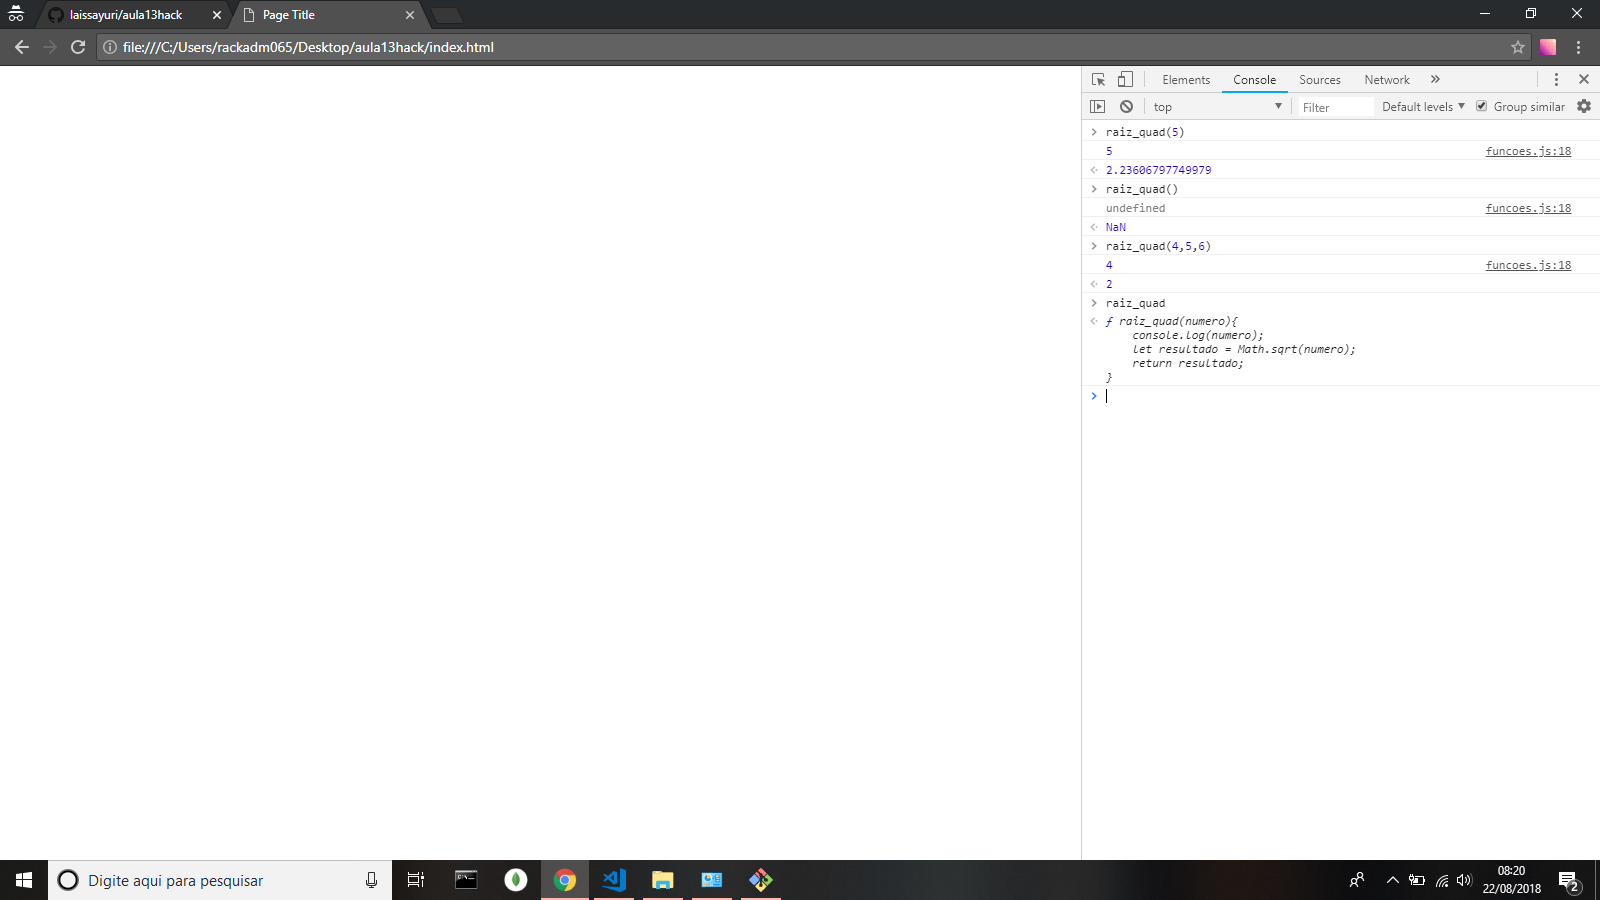 laissayuri/aula13hack
Page Title
file:///C:/Users/rackadm065/Desktop/aula13hack/index.html
Elements Console Sources Network
top Filter Default levels Group similar
raiz_quad(5)
5 funcoes.js:18
2.23606797749979
raiz_quad()
undefined funcoes.js:18
NaN
raiz_quad(4,5,6)
4 funcoes.js:18
2
raiz_quad
ƒ raiz_quad(numero){
console.log(numero);
let resultado = Math.sqrt(numero);
return resultado;
}
Digite aqui para pesquisar
08:20
22/08/2018
2